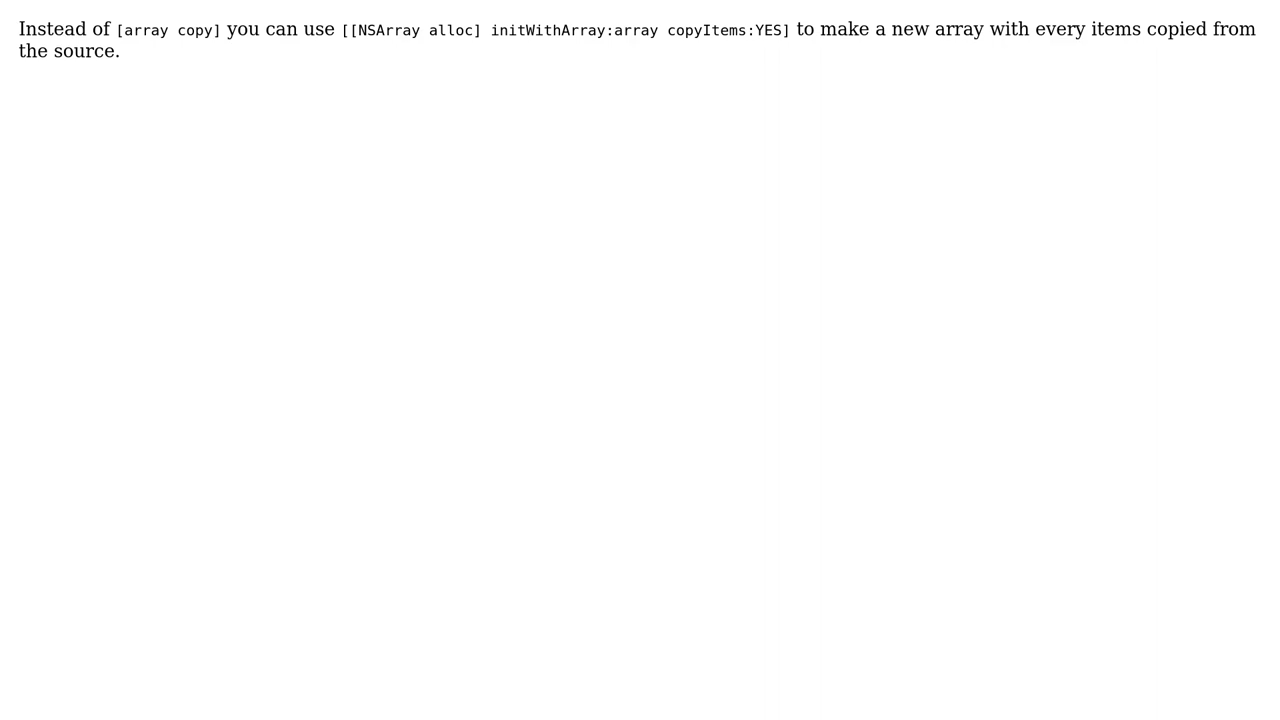 Instead of [array copy] you can use [[NSArray alloc] initWithArray:array copyItems:YES] to make a new array with every items copied from
the source.